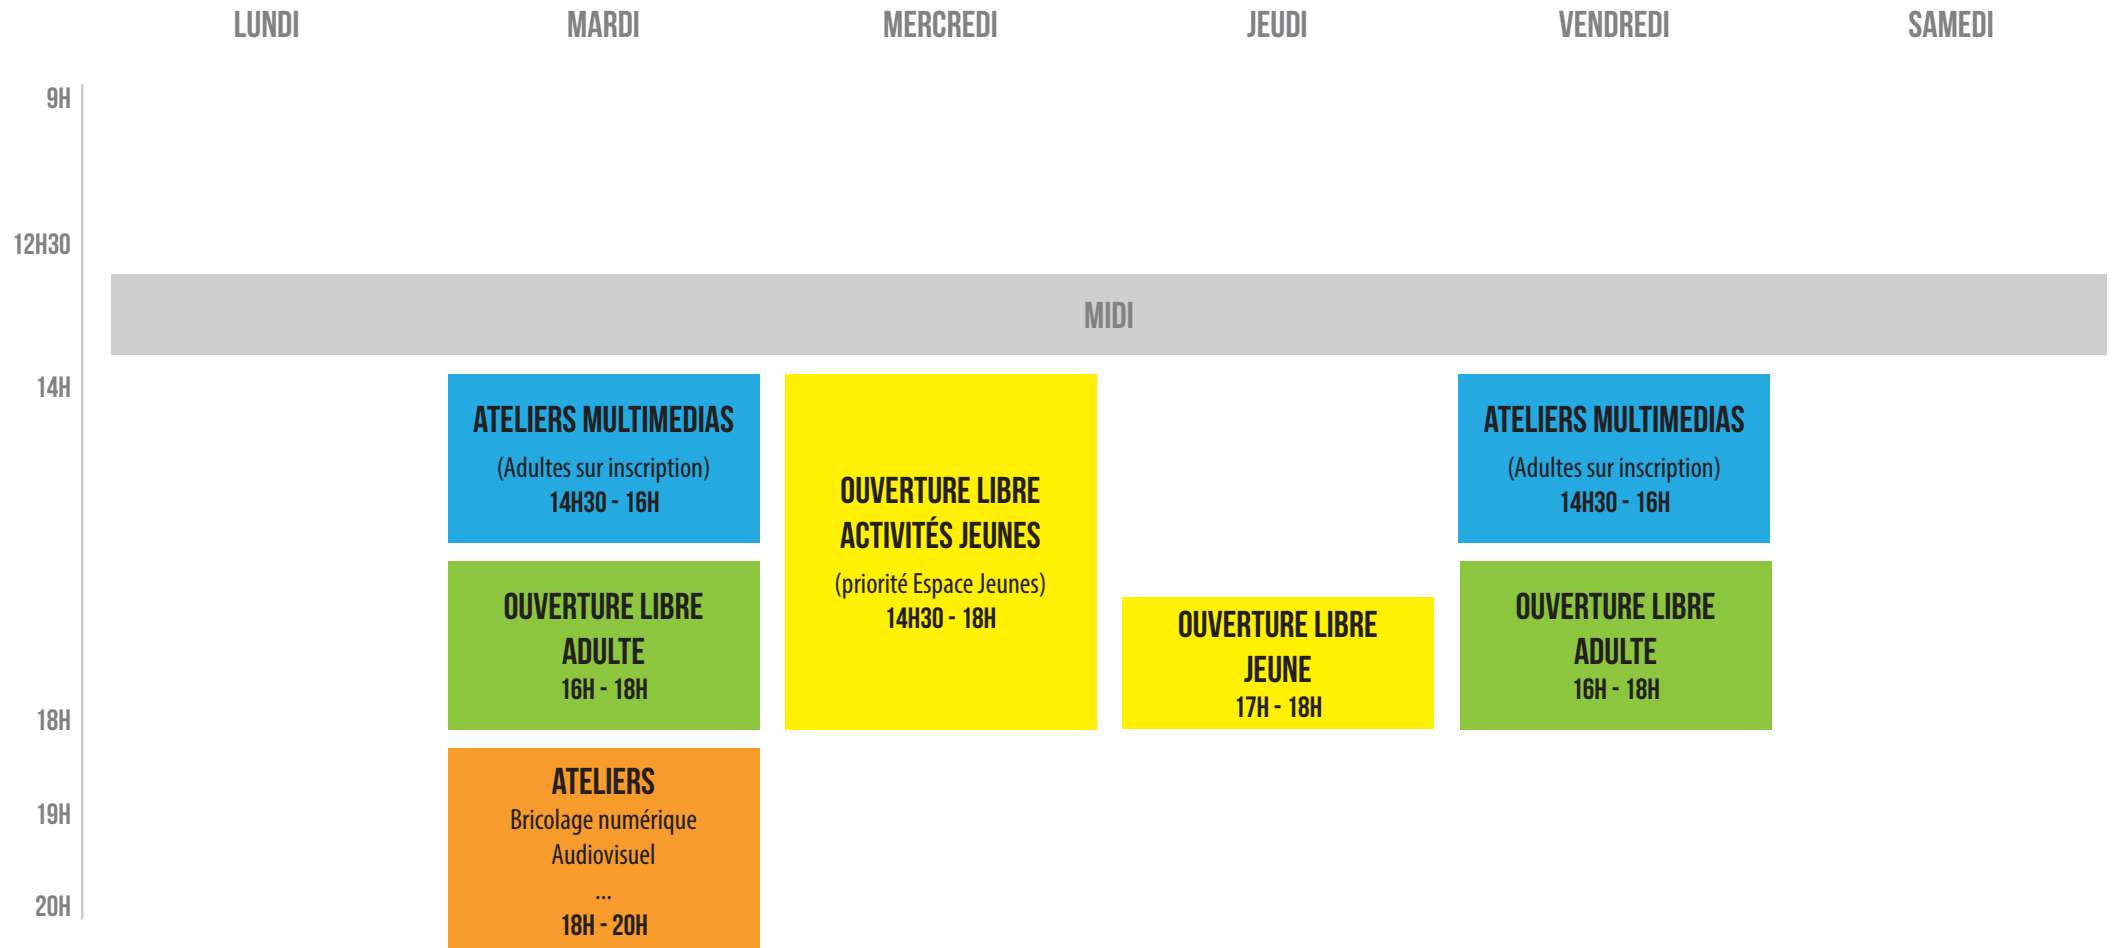 LUNDI
MARDI
MERCREDI
JEUDI
VENDREDI
SAMEDI
9H
12H30
MIDI
14H
18H
19H
20H
ATELIERS MULTIMEDIAS
(Adultes sur inscription)
14H30 - 16H
OUVERTURE LIBRE
ADULTE
16H - 18H
ATELIERS
Bricolage numérique
Audiovisuel
...
18H - 20H
OUVERTURE LIBRE
ACTIVITÉS JEUNES
(priorité Espace Jeunes)
14H30 - 18H
OUVERTURE LIBRE
JEUNE
17H - 18H
ATELIERS MULTIMEDIAS
(Adultes sur inscription)
14H30 - 16H
OUVERTURE LIBRE
ADULTE
16H - 18H